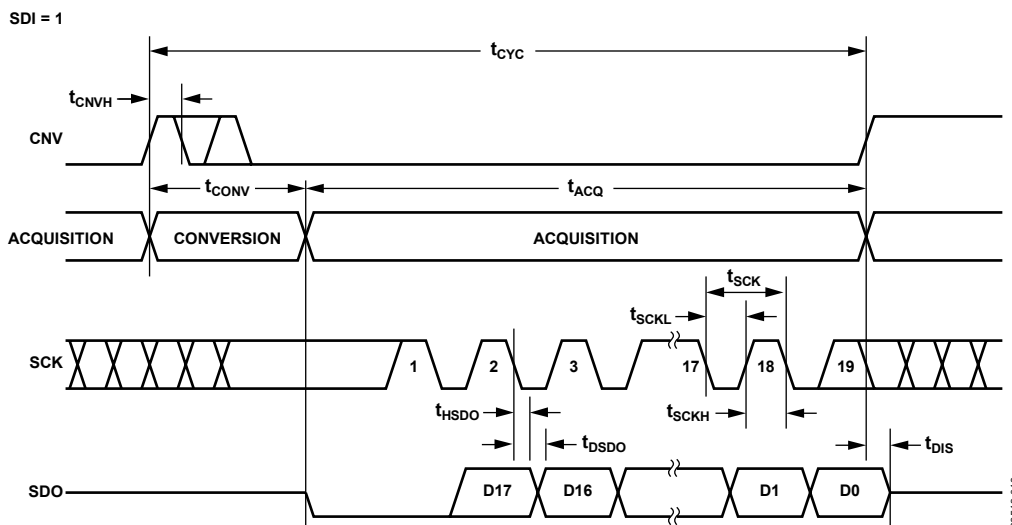 SDI = 1
tCYC
tCNVH
CNV
tCONV
tACQ
ACQUISITION
CONVERSION
ACQUISITION
tSCK
tSCKL
SCK
1
2
3
17
18
19
tHSDO
tSCKH
tDSDO
tDIS
SDO
D17
D16
D1
D0